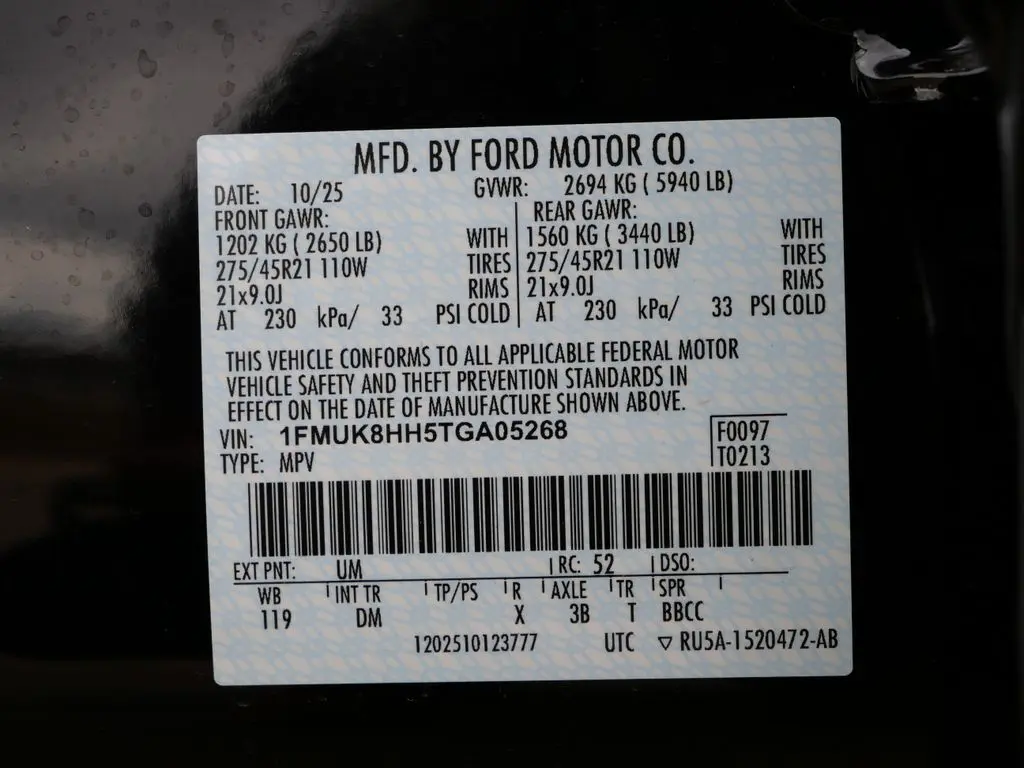 MFD. BY FORD MOTOR CO.
DATE: 10/25 GVWR: 2694 KG ( 5940 LB)
FRONT GAWR: REAR GAWR:
1202 KG ( 2650 LB) WITH 1560 KG ( 3440 LB) WITH
275/45R21 110W TIRES 275/45R21 110W TIRES
21x9.0J RIMS 21x9.0J RIMS
AT 230 kPa/ 33 PSI COLD AT 230 kPa/ 33 PSI COLD
THIS VEHICLE CONFORMS TO ALL APPLICABLE FEDERAL MOTOR
VEHICLE SAFETY AND THEFT PREVENTION STANDARDS IN
EFFECT ON THE DATE OF MANUFACTURE SHOWN ABOVE.
VIN: 1FMUK8HH5TGA05268 F0097
TYPE: MPV T0213
EXT PNT: UM RC: 52 DSO:
WB INT TR TP/PS R AXLE TR SPR
119 DM X 3B T BBCC
1202510123777 UTC ▽ RU5A-1520472-AB